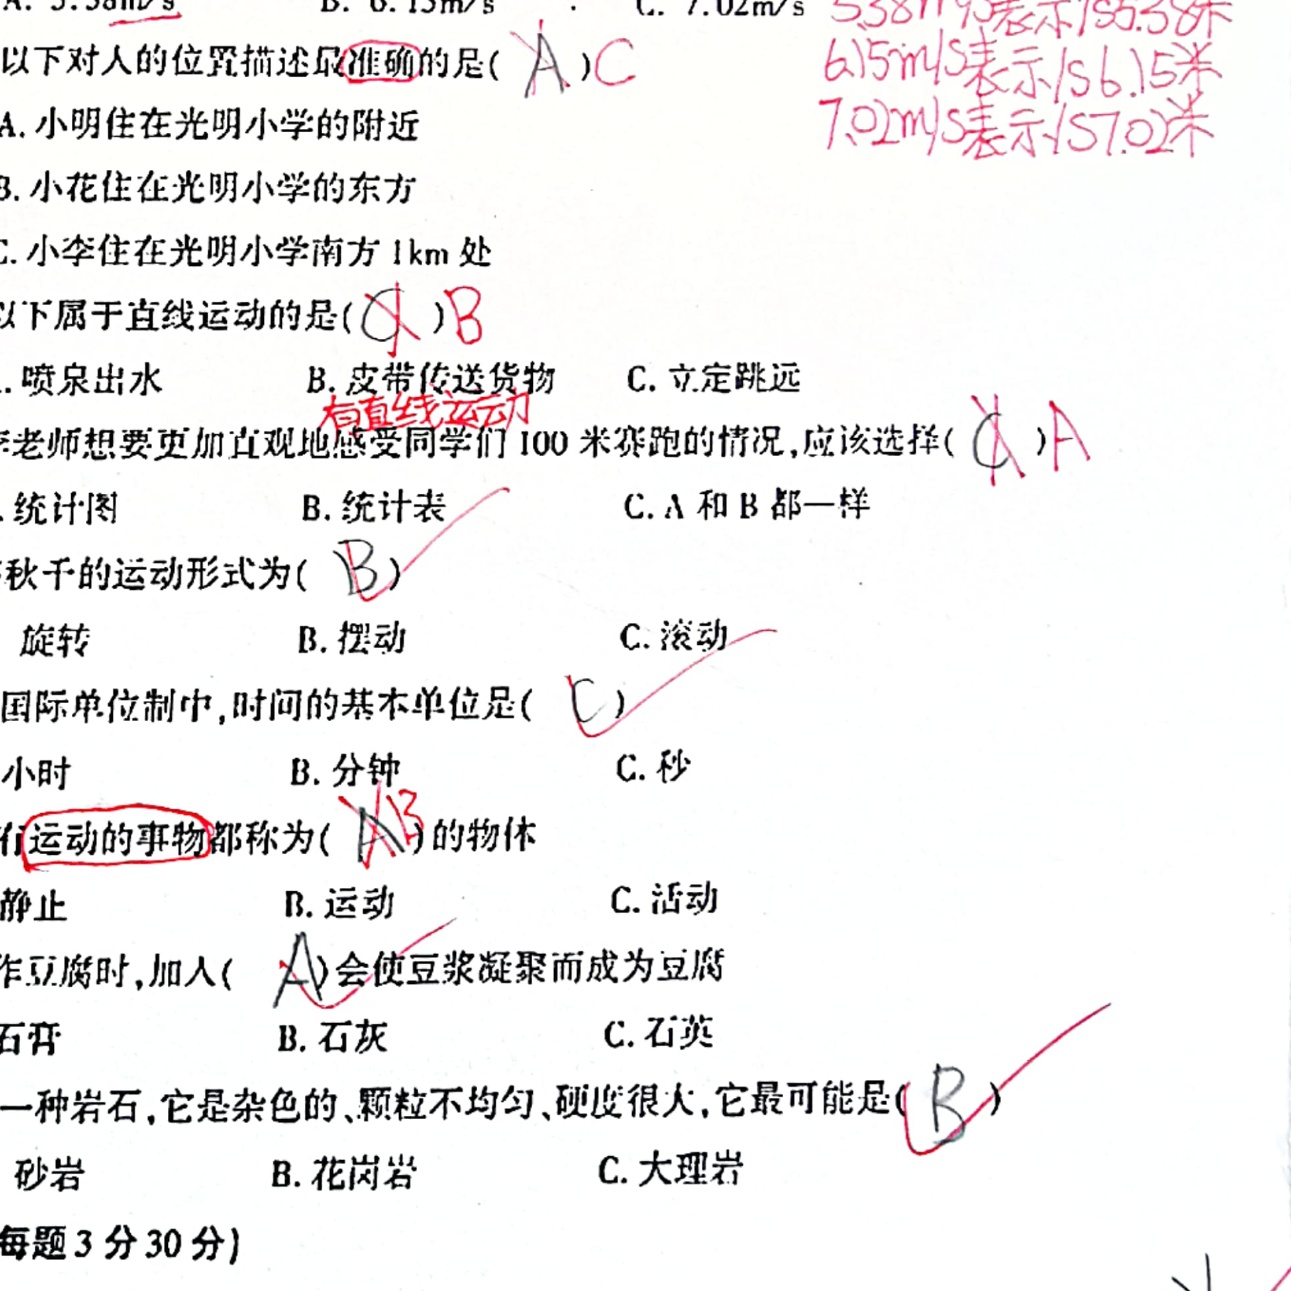 A. 5.38m/s B. 6.15m/s C. 7.02m/s 5.38m/s表示1s5.38米
以下对人的位置描述最准确的是( A )C 6.15m/s表示1s6.15米
A. 小明住在光明小学的附近 7.02m/s表示1s7.02米
B. 小花住在光明小学的东方
C. 小李住在光明小学南方1km处
以下属于直线运动的是( C )B
. 喷泉出水 B. 皮带传送货物 C. 立定跳远
有直线运动
李老师想要更加直观地感受同学们100米赛跑的情况,应该选择( C )A
. 统计图 B. 统计表 C. A和B都一样
秋千的运动形式为( B )
旋转 B. 摆动 C. 滚动
国际单位制中,时间的基本单位是( C )
小时 B. 分钟 C. 秒
有运动的事物都称为( A B )的物体
静止 B. 运动 C. 活动
作豆腐时,加入( A )会使豆浆凝聚而成为豆腐
石膏 B. 石灰 C. 石英
一种岩石,它是杂色的、颗粒不均匀、硬度很大,它最可能是( B )
砂岩 B. 花岗岩 C. 大理岩
每题3分30分)